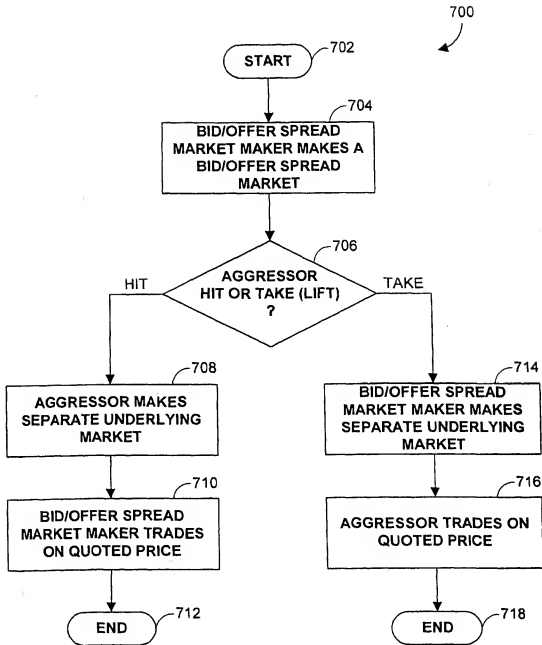 700
START
702
704
BID/OFFER SPREAD
MARKET MAKER MAKES A
BID/OFFER SPREAD
MARKET
706
AGGRESSOR
HIT OR TAKE (LIFT)
?
HIT
TAKE
708
AGGRESSOR MAKES
SEPARATE UNDERLYING
MARKET
710
BID/OFFER SPREAD
MARKET MAKER TRADES
ON QUOTED PRICE
END
712
714
BID/OFFER SPREAD
MARKET MAKER MAKES
SEPARATE UNDERLYING
MARKET
716
AGGRESSOR TRADES ON
QUOTED PRICE
END
718